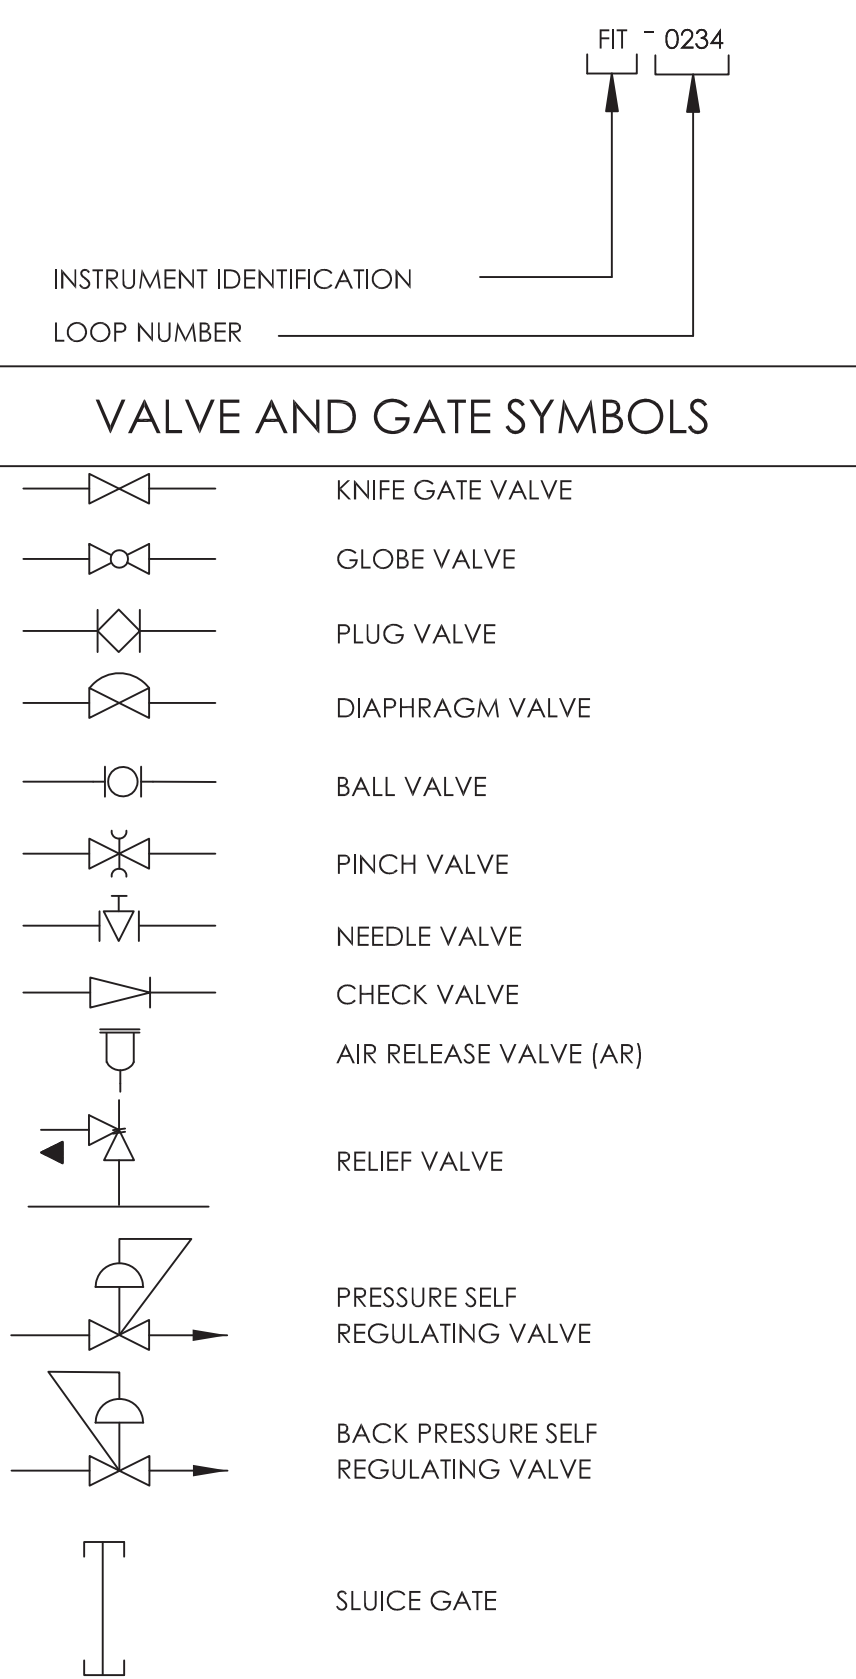 FIT - 0234
INSTRUMENT IDENTIFICATION
LOOP NUMBER
VALVE AND GATE SYMBOLS
KNIFE GATE VALVE
GLOBE VALVE
PLUG VALVE
DIAPHRAGM VALVE
BALL VALVE
PINCH VALVE
NEEDLE VALVE
CHECK VALVE
AIR RELEASE VALVE (AR)
RELIEF VALVE
PRESSURE SELF
REGULATING VALVE
BACK PRESSURE SELF
REGULATING VALVE
SLUICE GATE